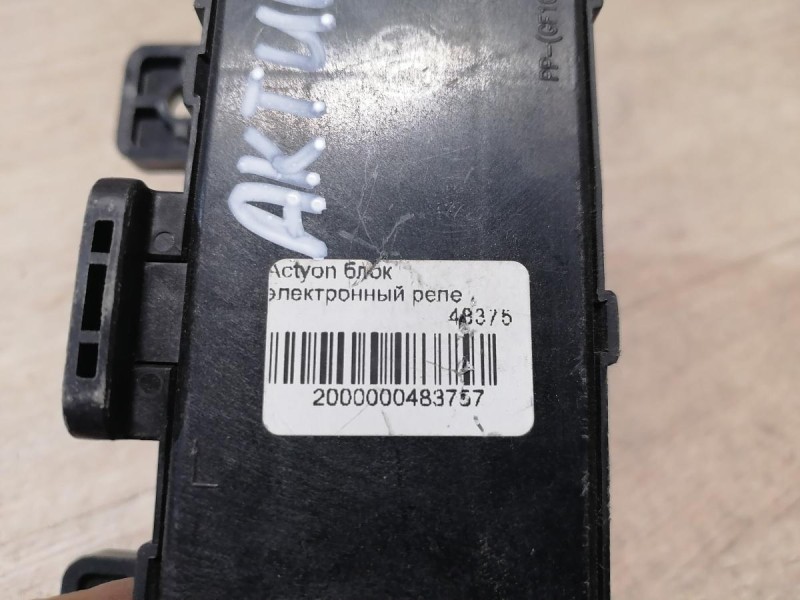 Actyon блок
электронный реле
48375
2000000483757